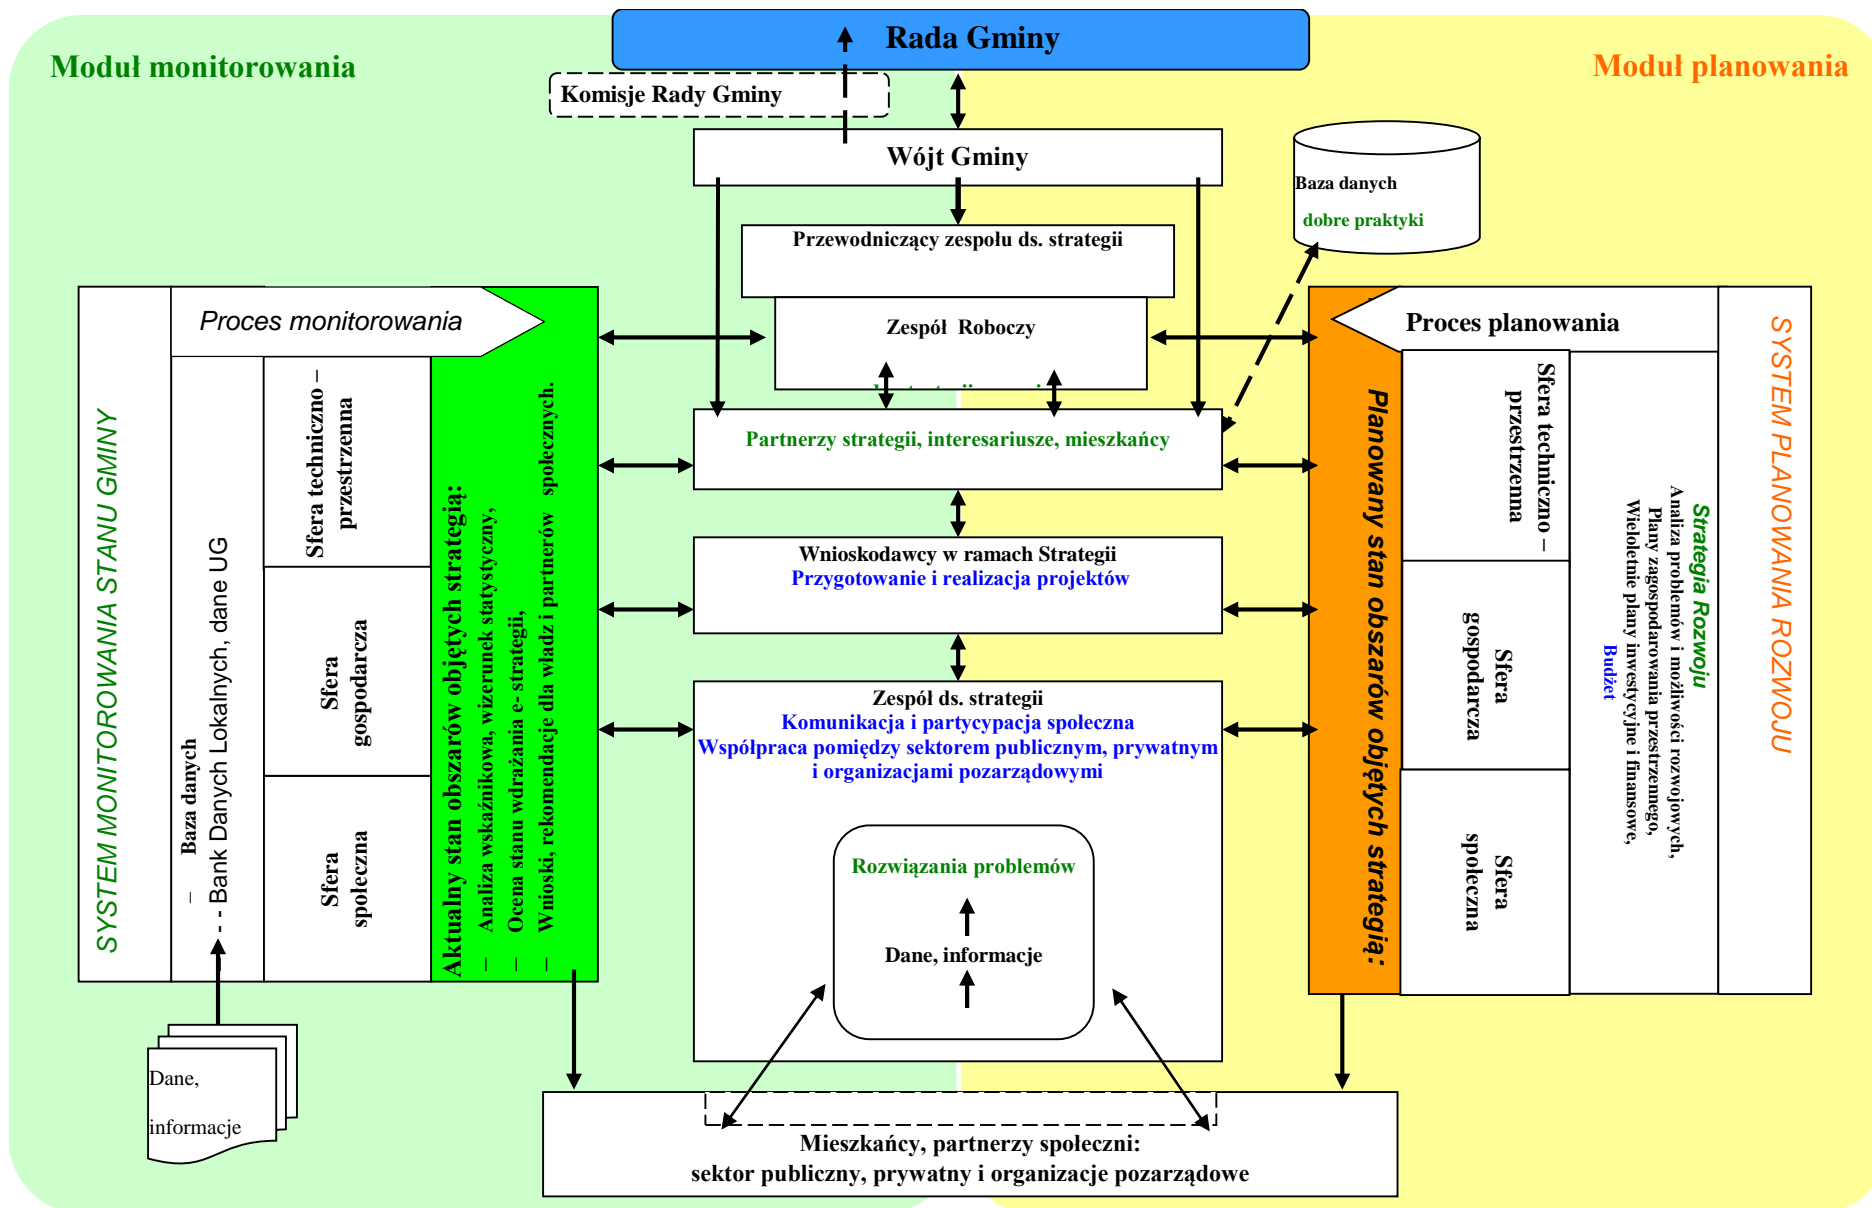 Rada Gminy
Moduł monitorowania
Moduł planowania
Komisje Rady Gminy
Wójt Gminy
Baza danych
dobre praktyki
Przewodniczący zespołu ds. strategii
Zespół Roboczy
Proces monitorowania
Proces planowania
SYSTEM MONITOROWANIA STANU GMINY
– Baza danych
- - Bank Danych Lokalnych, dane UG
Sfera techniczno –
przestrzenna
Sfera
gospodarcza
Sfera
społeczna
Aktualny stan obszarów objętych strategią:
– Analiza wskaźnikowa, wizerunek statystyczny,
– Ocena stanu wdrażania e- strategii,
– Wnioski, rekomendacje dla władz i partnerów społecznych.
Partnerzy strategii, interesariusze, mieszkańcy
Wnioskodawcy w ramach Strategii
Przygotowanie i realizacja projektów
Zespół ds. strategii
Komunikacja i partycypacja społeczna
Współpraca pomiędzy sektorem publicznym, prywatnym
i organizacjami pozarządowymi
Rozwiązania problemów
Dane, informacje
Planowany stan obszarów objętych strategią:
Sfera techniczno –
przestrzenna
Sfera
gospodarcza
Sfera
społeczna
Strategia Rozwoju
Analiza problemów i możliwości rozwojowych,
Plany zagospodarowania przestrzennego,
Wieloletnie plany inwestycyjne i finansowe,
Budżet
SYSTEM PLANOWANIA ROZWOJU
Dane,
informacje
Mieszkańcy, partnerzy społeczni:
sektor publiczny, prywatny i organizacje pozarządowe